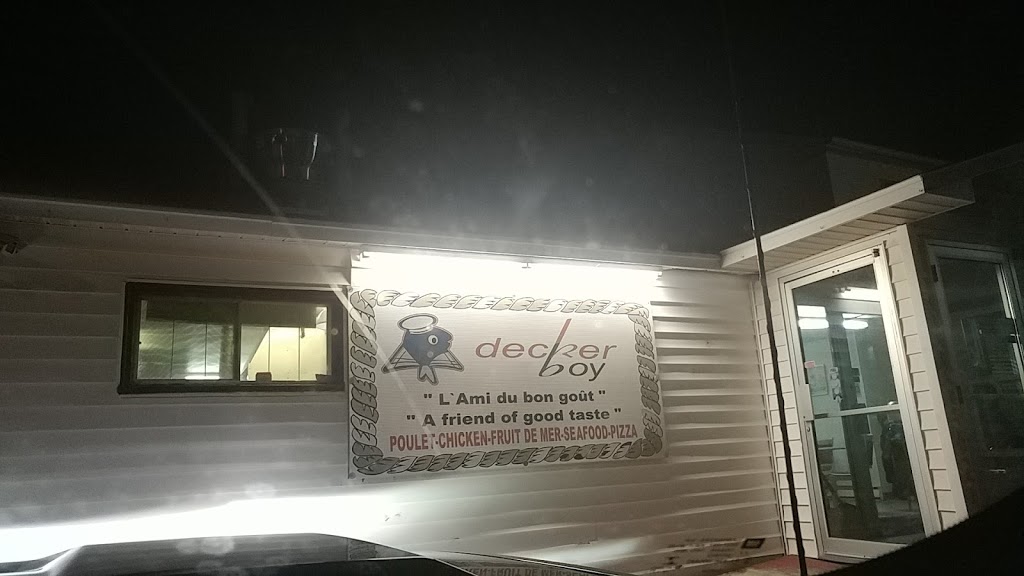 decker
boy
" L`Ami du bon goût "
" A friend of good taste "
POULET-CHICKEN-FRUIT DE MER-SEAFOOD-PIZZA